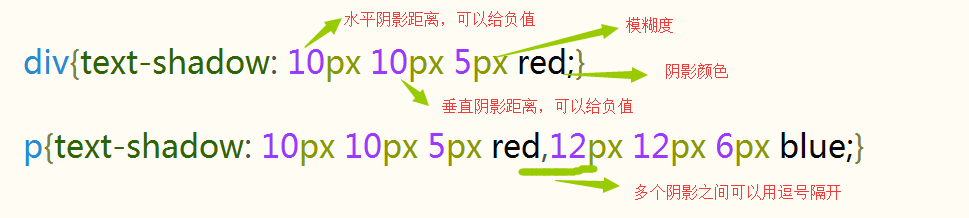 水平阴影距离，可以给负值
模糊度
div{text-shadow: 10px 10px 5px red;}
阴影颜色
垂直阴影距离，可以给负值
p{text-shadow: 10px 10px 5px red,12px 12px 6px blue;}
多个阴影之间可以用逗号隔开